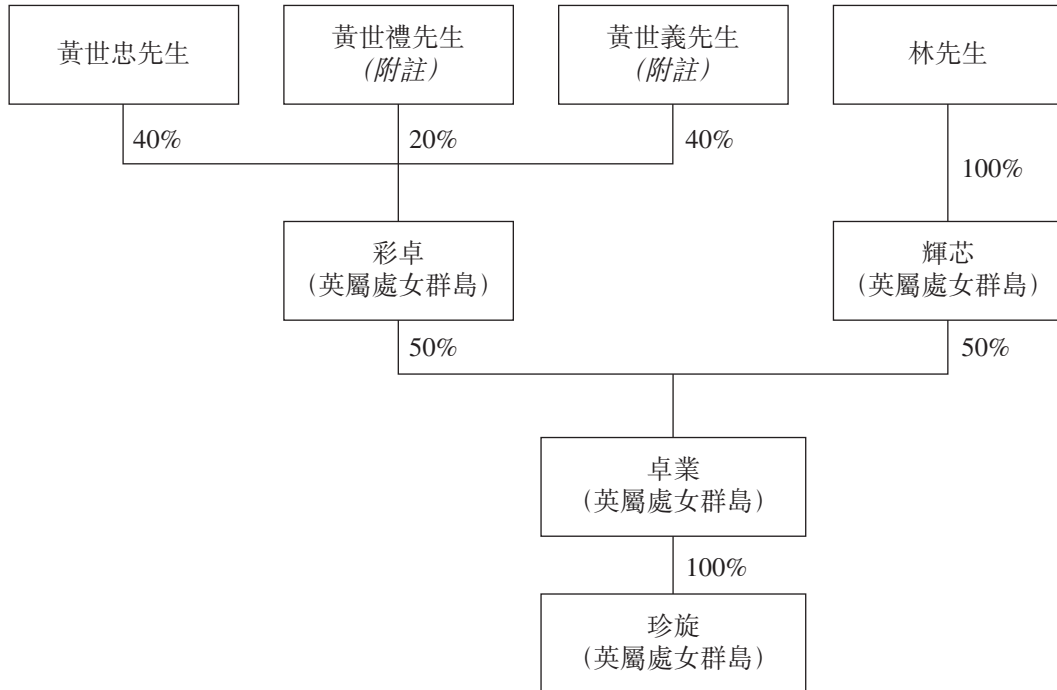 黃世忠先生
黃世禮先生
(附註)
黃世義先生
(附註)
林先生
40%
20%
40%
100%
彩卓
(英屬處女群島)
輝芯
(英屬處女群島)
50%
50%
卓業
(英屬處女群島)
100%
珍旋
(英屬處女群島)